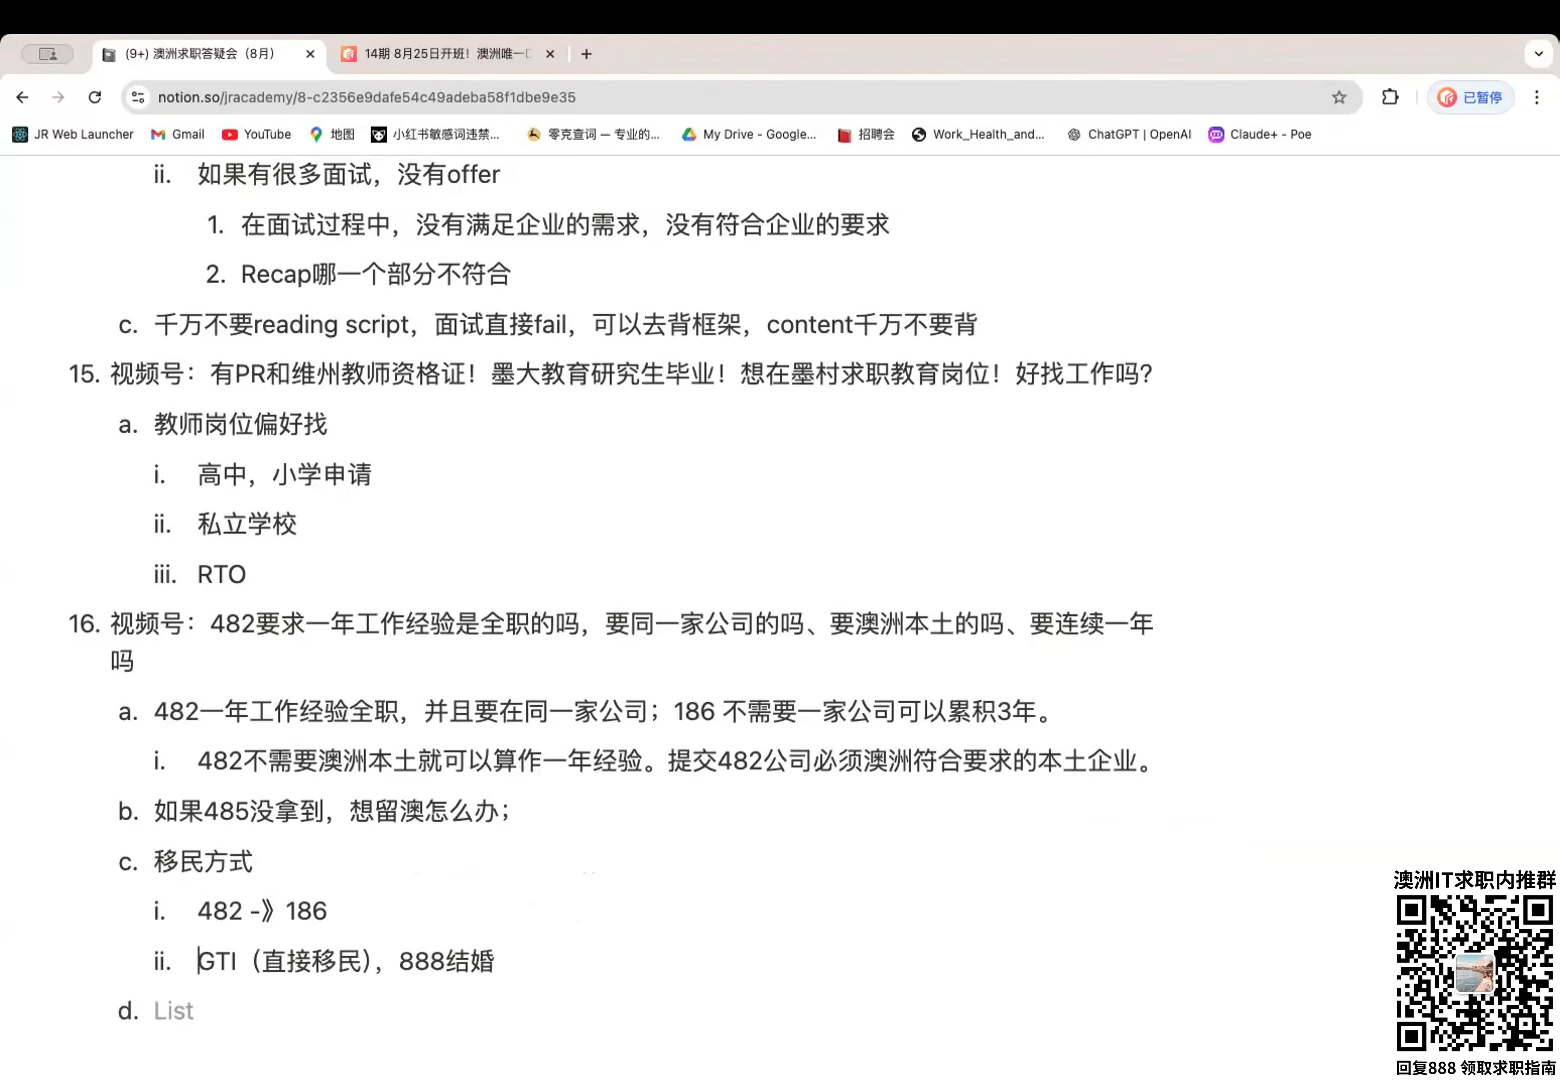 (9+) 澳洲求职答疑会（8月）
14期 8月25日开班！澳洲唯一
notion.so/jracademy/8-c2356e9dafe54c49adeba58f1dbe9e35
已暂停
JR Web Launcher
Gmail
YouTube
地图
小红书敏感词违禁...
零克查词 — 专业的...
My Drive - Google...
招聘会
Work_Health_and...
ChatGPT | OpenAI
Claude+ - Poe
ii. 如果有很多面试，没有offer
1. 在面试过程中，没有满足企业的需求，没有符合企业的要求
2. Recap哪一个部分不符合
c. 千万不要reading script，面试直接fail，可以去背框架，content千万不要背
15. 视频号：有PR和维州教师资格证！墨大教育研究生毕业！想在墨村求职教育岗位！好找工作吗？
a. 教师岗位偏好找
i. 高中，小学申请
ii. 私立学校
iii. RTO
16. 视频号：482要求一年工作经验是全职的吗，要同一家公司的吗、要澳洲本土的吗、要连续一年
吗
a. 482一年工作经验全职，并且要在同一家公司；186 不需要一家公司可以累积3年。
i. 482不需要澳洲本土就可以算作一年经验。提交482公司必须澳洲符合要求的本土企业。
b. 如果485没拿到，想留澳怎么办；
c. 移民方式
i. 482 -》186
ii. GTI（直接移民），888结婚
d. List
澳洲IT求职内推群
回复888 领取求职指南